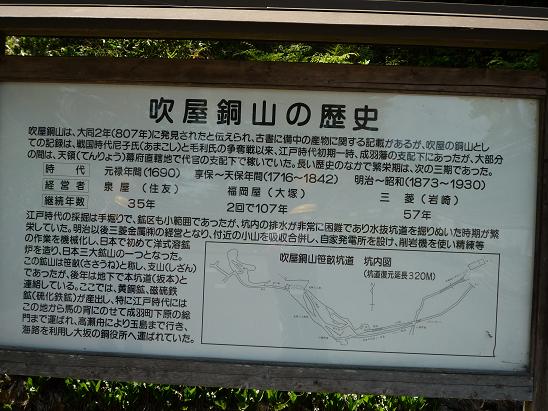 吹屋銅山の歴史
吹屋銅山は、大同2年(807年)に発見されたと伝えられ、古書に備中の産物に関する記載があるが、吹屋の銅山とし
ての記録は、戦国時代尼子氏(あまこし)と毛利氏の争奪戦以来、江戸時代初期一時、成羽藩の支配下にあったが、大部分
の間は、天領(てんりょう)幕府直轄地で代官の支配下で稼いでいた。長い歴史のなかで繁栄期は、次の三期であった。
時代 元禄年間(1690) 享保~天保年間(1716~1842) 明治~昭和(1873~1930)
経営者 泉屋(住友) 福岡屋(大塚) 三菱(岩崎)
継続年数 35年 2回で107年 57年
江戸時代の採掘は手掘りで、鉱区も小範囲であったが、坑内の排水が非常に困難であり水抜坑道を掘りぬいた時期が繁
栄していた。明治以後三菱金属㈱の経営となり、付近の小山を吸収合併し、自家発電所を設け、削岩機を使い精錬等
の作業を機械化し、日本で初めて洋式溶鉱
炉を造り、日本三大鉱山の一つとなった。
この鉱山は笹畝(ささうね)と称し、支山(しざん)
であったが、後年は地下で本坑道(坂本)と
連絡している。ここでは、黄銅鉱、磁硫鉄
鉱(硫化鉄鉱)が産出し、特に江戸時代には
この地から馬の背にのせて成羽町下原の総
門まで運ばれ、高瀬舟により玉島まで行き、
海路を利用し大坂の銅役所へ運ばれていた。
吹屋銅山笹畝坑道 坑内図
(坑道復元延長320M)